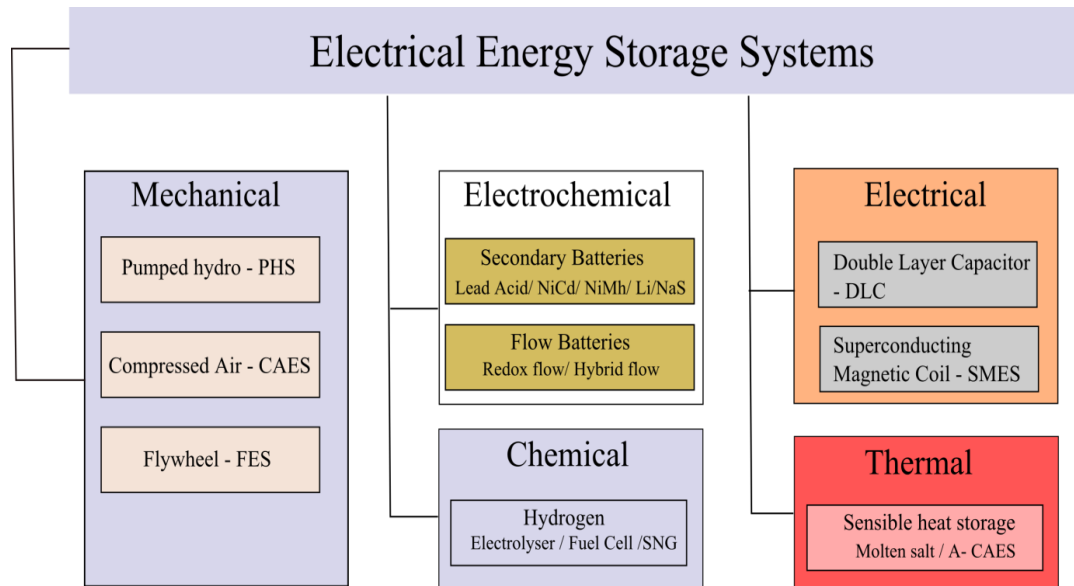 Electrical Energy Storage Systems
Mechanical
Pumped hydro - PHS
Compressed Air - CAES
Flywheel - FES
Electrochemical
Secondary Batteries
Lead Acid/ NiCd/ NiMh/ Li/NaS
Flow Batteries
Redox flow/ Hybrid flow
Chemical
Hydrogen
Electrolyser / Fuel Cell /SNG
Electrical
Double Layer Capacitor
- DLC
Superconducting
Magnetic Coil - SMES
Thermal
Sensible heat storage
Molten salt / A- CAES